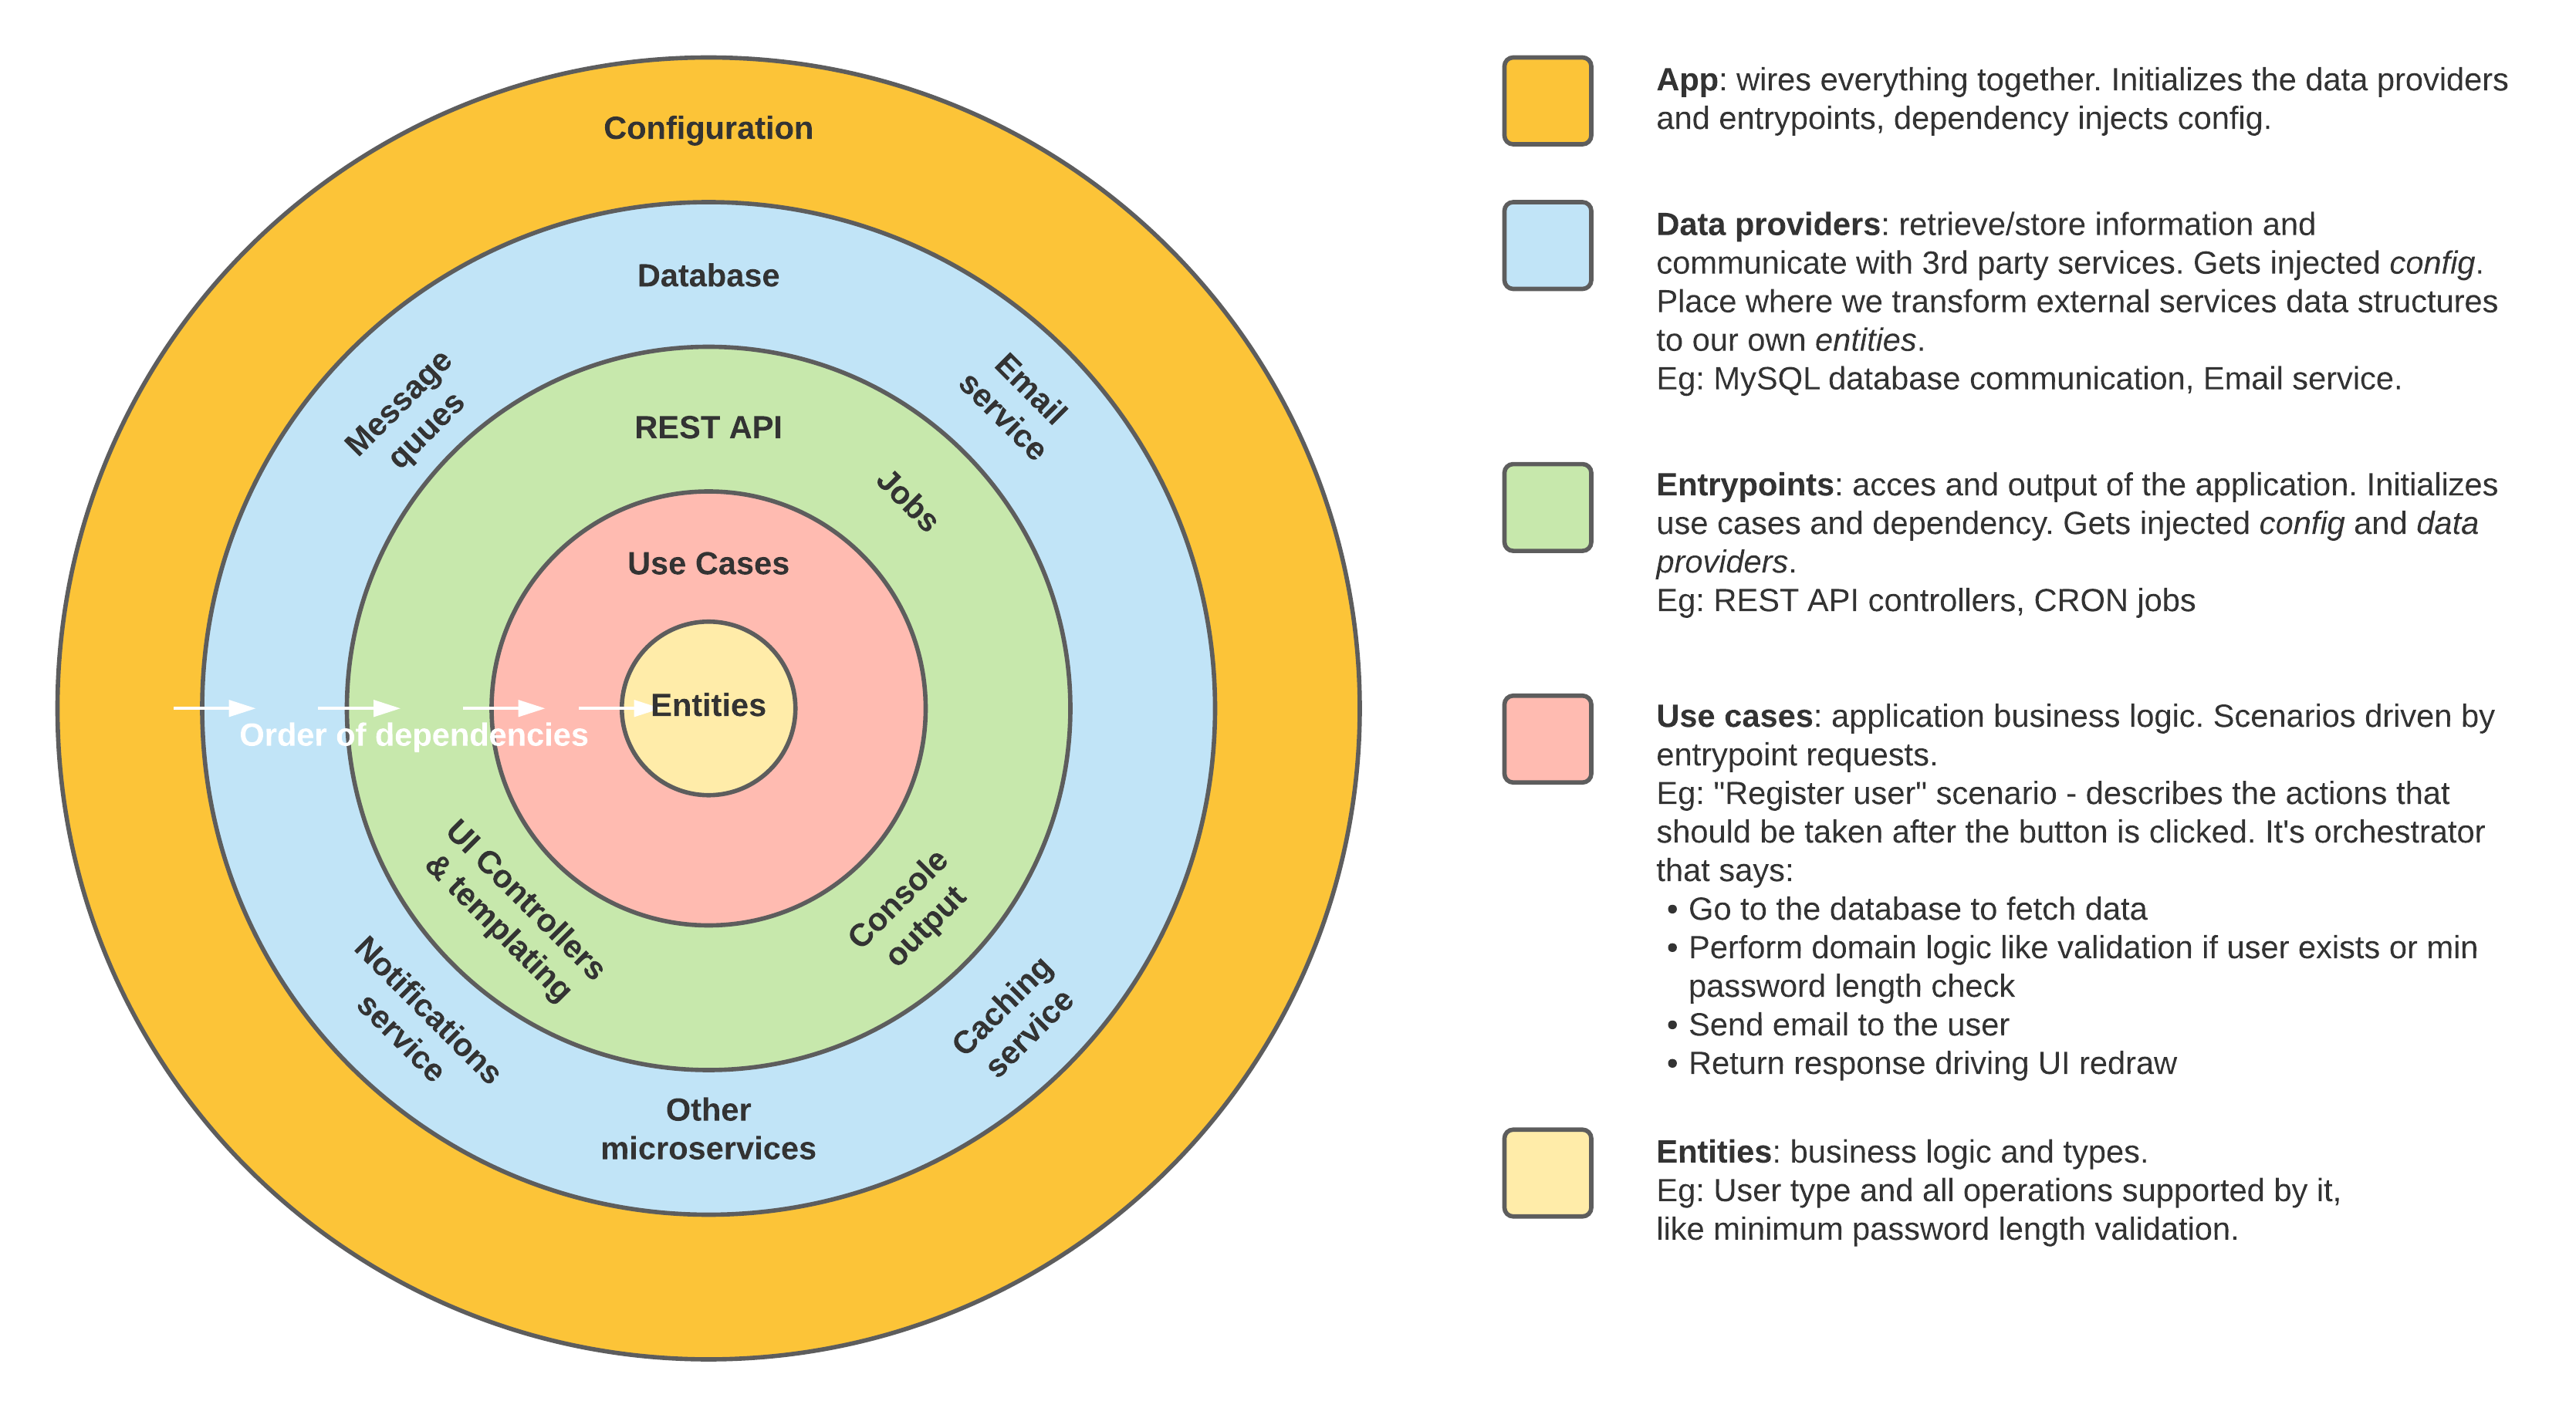 Configuration
Database
Message
quues
Email
service
REST API
Jobs
Use Cases
Entities
Order of dependencies
UI Controllers
& templating
Console
output
Notifications
service
Caching
service
Other
microservices
App: wires everything together. Initializes the data providers
and entrypoints, dependency injects config.
Data providers: retrieve/store information and
communicate with 3rd party services. Gets injected config.
Place where we transform external services data structures
to our own entities.
Eg: MySQL database communication, Email service.
Entrypoints: acces and output of the application. Initializes
use cases and dependency. Gets injected config and data
providers.
Eg: REST API controllers, CRON jobs
Use cases: application business logic. Scenarios driven by
entrypoint requests.
Eg: "Register user" scenario - describes the actions that
should be taken after the button is clicked. It's orchestrator
that says:
• Go to the database to fetch data
• Perform domain logic like validation if user exists or min
password length check
• Send email to the user
• Return response driving UI redraw
Entities: business logic and types.
Eg: User type and all operations supported by it,
like minimum password length validation.